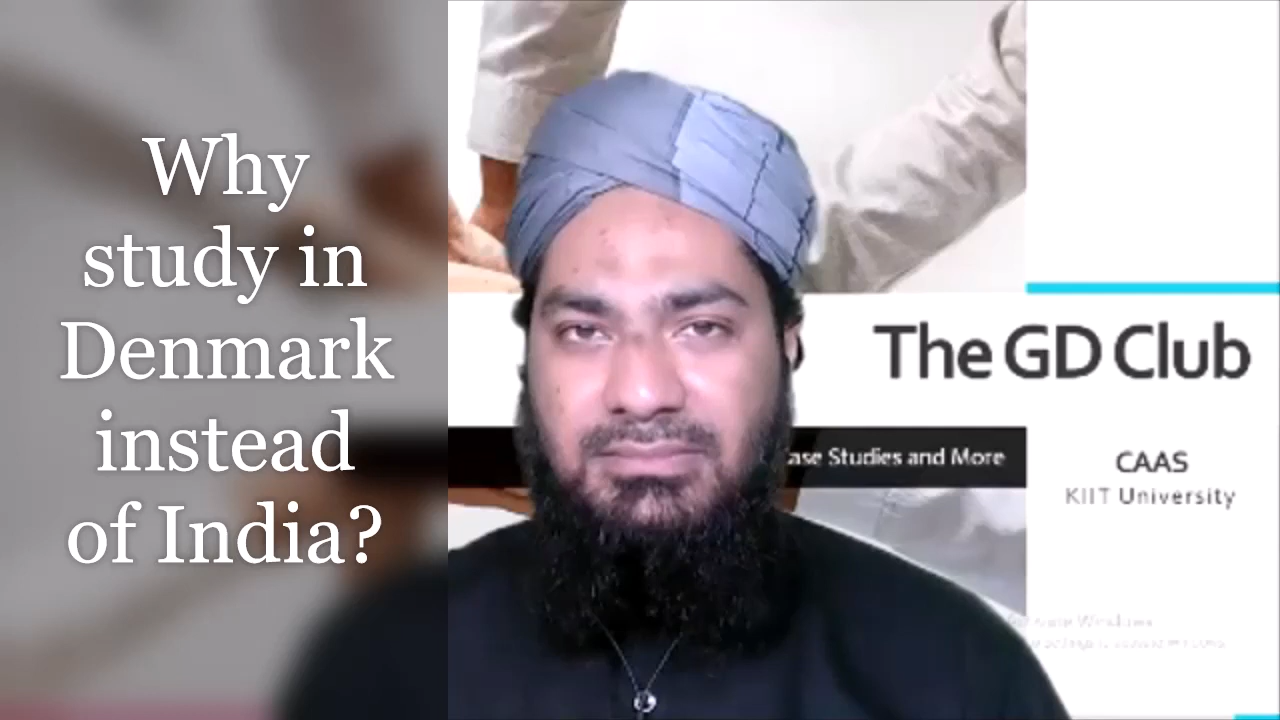 Why
study in
Denmark
instead
of India?
The GD Club
ase Studies and More
CAAS
KIIT University